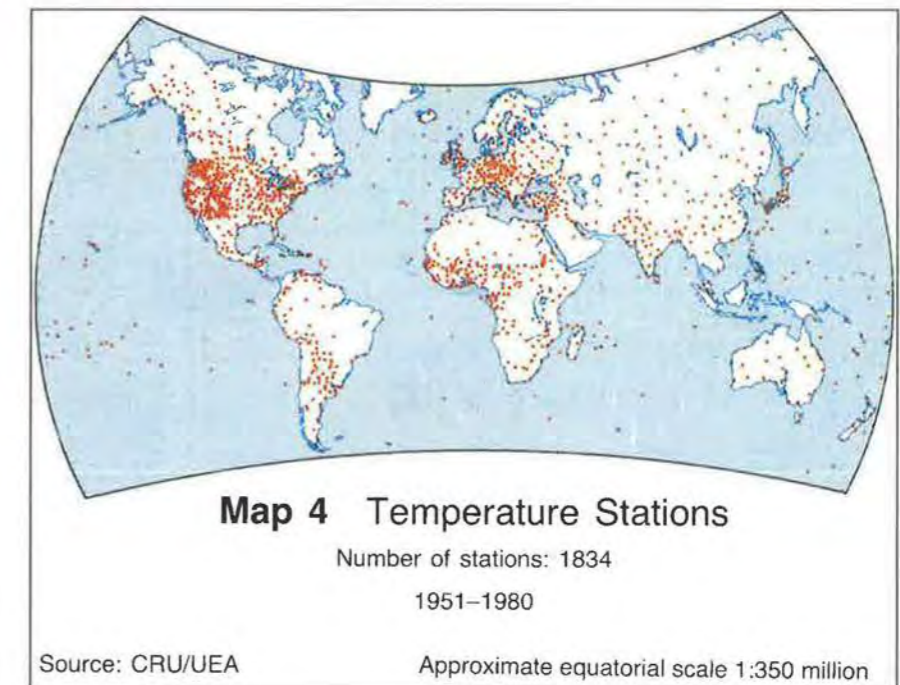 Map 4 Temperature Stations
Number of stations: 1834
1951–1980
Source: CRU/UEA
Approximate equatorial scale 1:350 million